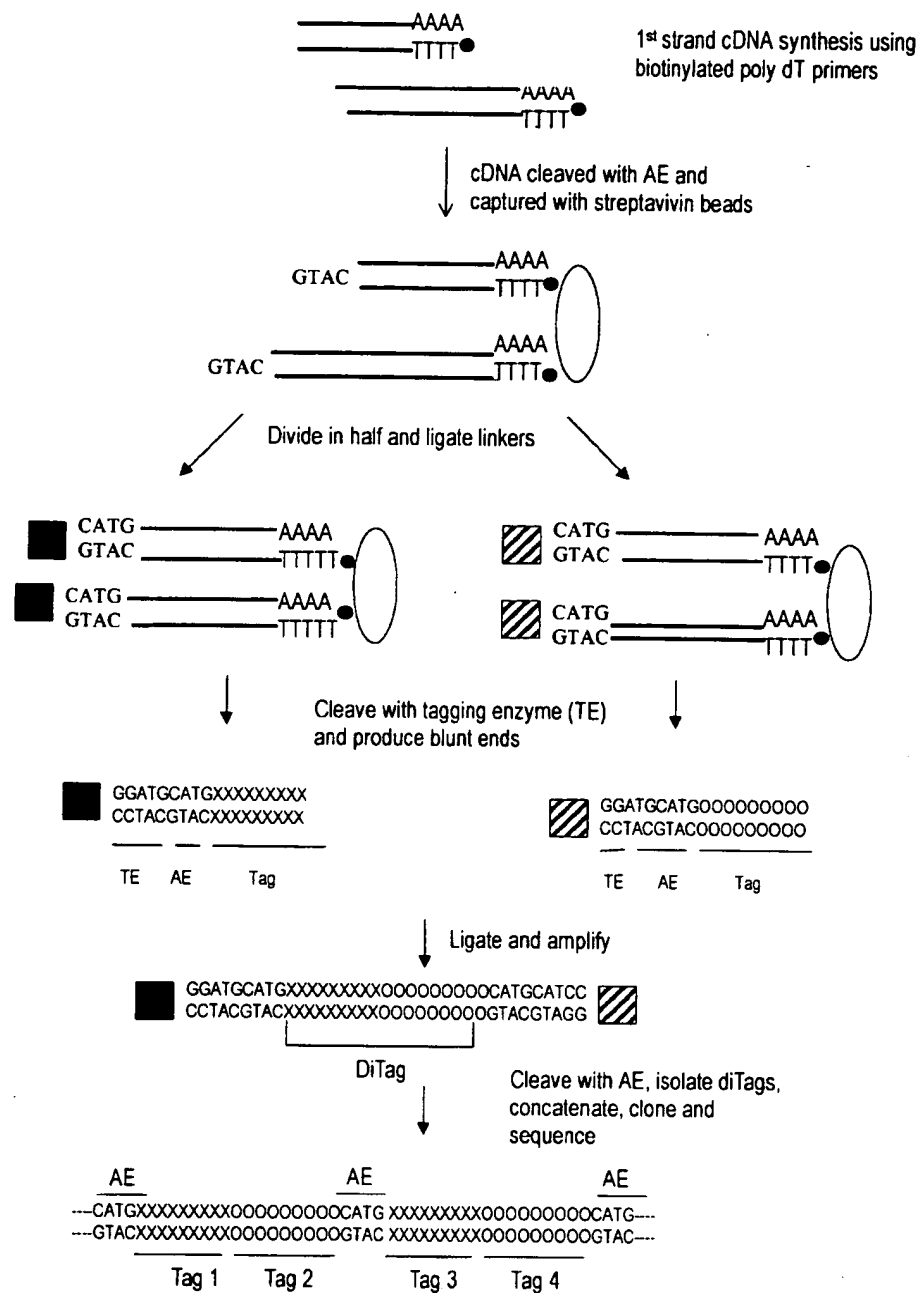 AAAA
TTTT
1st strand cDNA synthesis using
biotinylated poly dT primers
AAAA
TTTT
cDNA cleaved with AE and
captured with streptavivin beads
AAAA
GTAC
TTTT
AAAA
GTAC
TTTT
Divide in half and ligate linkers
CATG
AAAA
GTAC
TTTTT
CATG
AAAA
GTAC
TTTTT
CATG
AAAA
GTAC
TTTT
CATG
AAAA
GTAC
TTTT
Cleave with tagging enzyme (TE)
and produce blunt ends
GGATGCATGXXXXXXXXX
CCTACGTACXXXXXXXXX
TE AE Tag
GGATGCATGOOOOOOOOO
CCTACGTACOOOOOOOOO
TE AE Tag
Ligate and amplify
GGATGCATGXXXXXXXXXOOOOOOOOOCATGCATCC
CCTACGTACXXXXXXXXXOOOOOOOOOGTACGTAGG
DiTag
Cleave with AE, isolate diTags,
concatenate, clone and
sequence
AE AE AE
----CATGXXXXXXXXXOOOOOOOOOCATG XXXXXXXXXOOOOOOOOOCATG----
----GTACXXXXXXXXXOOOOOOOOOGTAC XXXXXXXXXOOOOOOOOOGTAC----
Tag 1 Tag 2 Tag 3 Tag 4